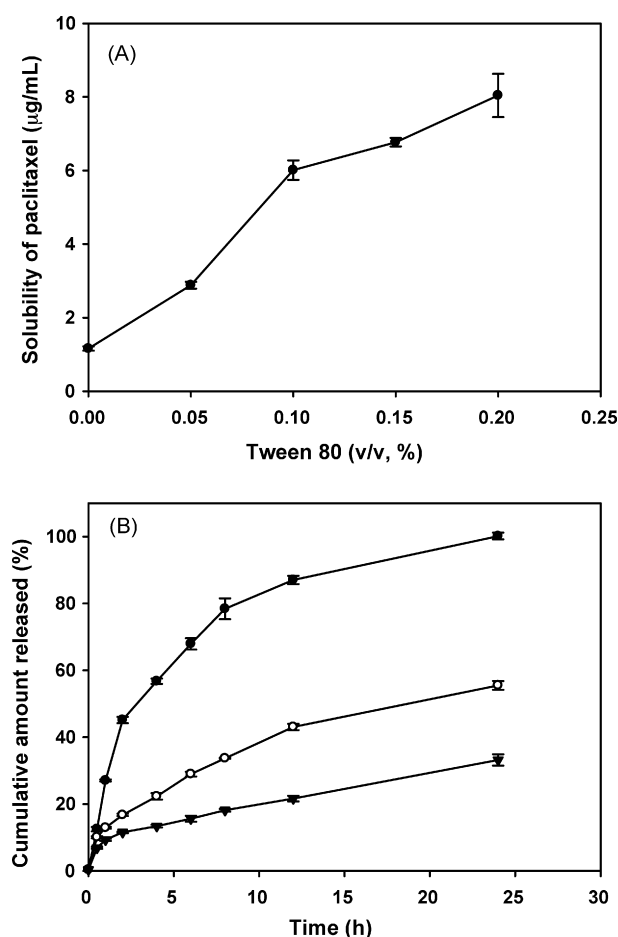 (A)
10
8
6
4
2
0
Solubility of paclitaxel (μg/mL)
0.00 0.05 0.10 0.15 0.20 0.25
Tween 80 (v/v, %)
(B)
100
80
60
40
20
0
Cumulative amount released (%)
0 5 10 15 20 25 30
Time (h)